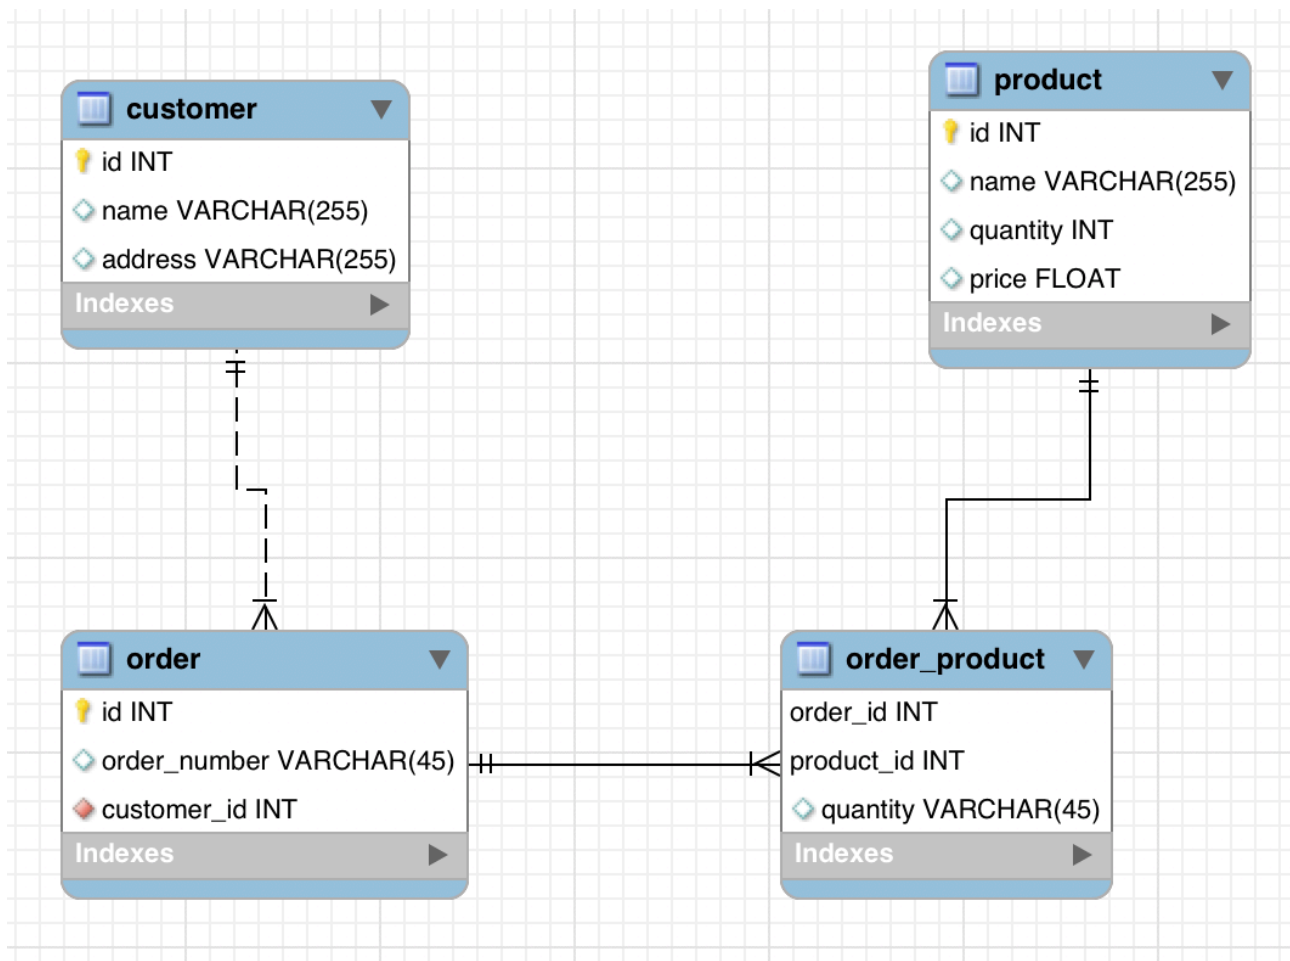 customer
id INT
name VARCHAR(255)
address VARCHAR(255)
Indexes
product
id INT
name VARCHAR(255)
quantity INT
price FLOAT
Indexes
order
id INT
order_number VARCHAR(45)
customer_id INT
Indexes
order_product
order_id INT
product_id INT
quantity VARCHAR(45)
Indexes